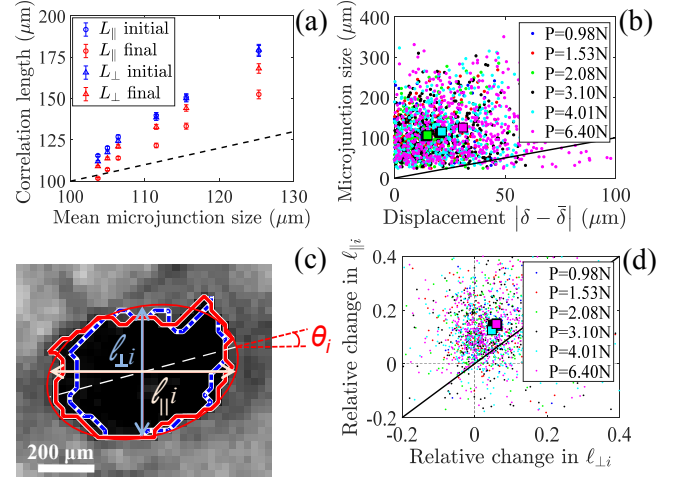 (a)
Correlation length (μm)
200
175
150
125
100
L∥ initial
L∥ final
L⊥ initial
L⊥ final
100 110 120 130
Mean microjunction size (μm)
(b)
Microjunction size (μm)
400
300
200
100
0
P=0.98N
P=1.53N
P=2.08N
P=3.10N
P=4.01N
P=6.40N
0 50 100
Displacement |δ − δ̄| (μm)
(c)
ℓ⊥i
ℓ∥i
θi
200 μm
(d)
Relative change in ℓ∥i
0.4
0.2
0
-0.2
P=0.98N
P=1.53N
P=2.08N
P=3.10N
P=4.01N
P=6.40N
-0.2 0 0.2 0.4
Relative change in ℓ⊥i